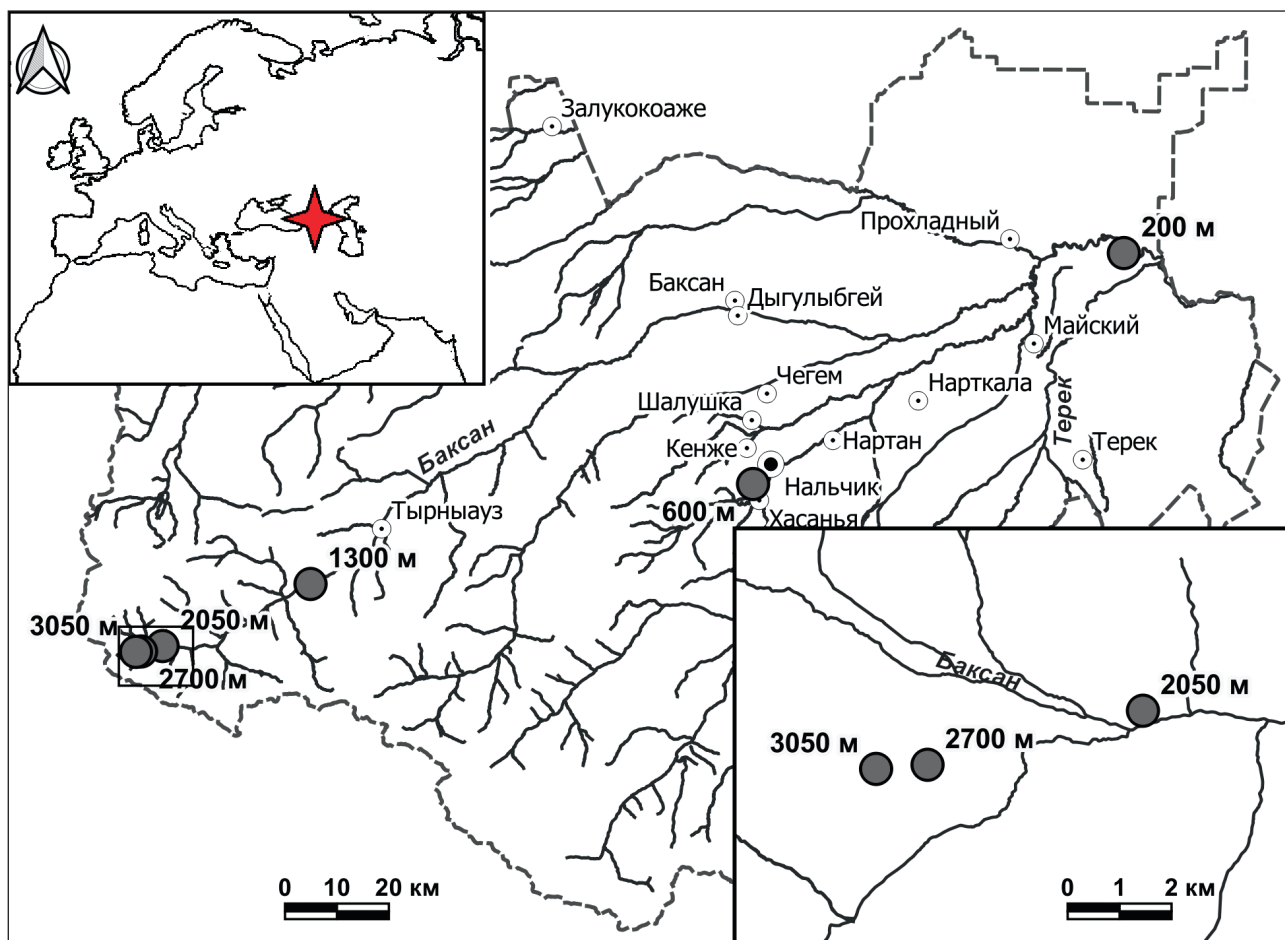 Залукокоаже
Прохладный
200 м
Баксан
Дыгулыбгей
Майский
Чегем
Нарткала
Шалушка
Терек
Баксан
Кенже
Нартан
Терек
Нальчик
600 м
Хасанья
Тырныауз
1300 м
3050 м
2050 м
2700 м
Баксан
2050 м
2700 м
3050 м
0 10 20 км
0 1 2 км